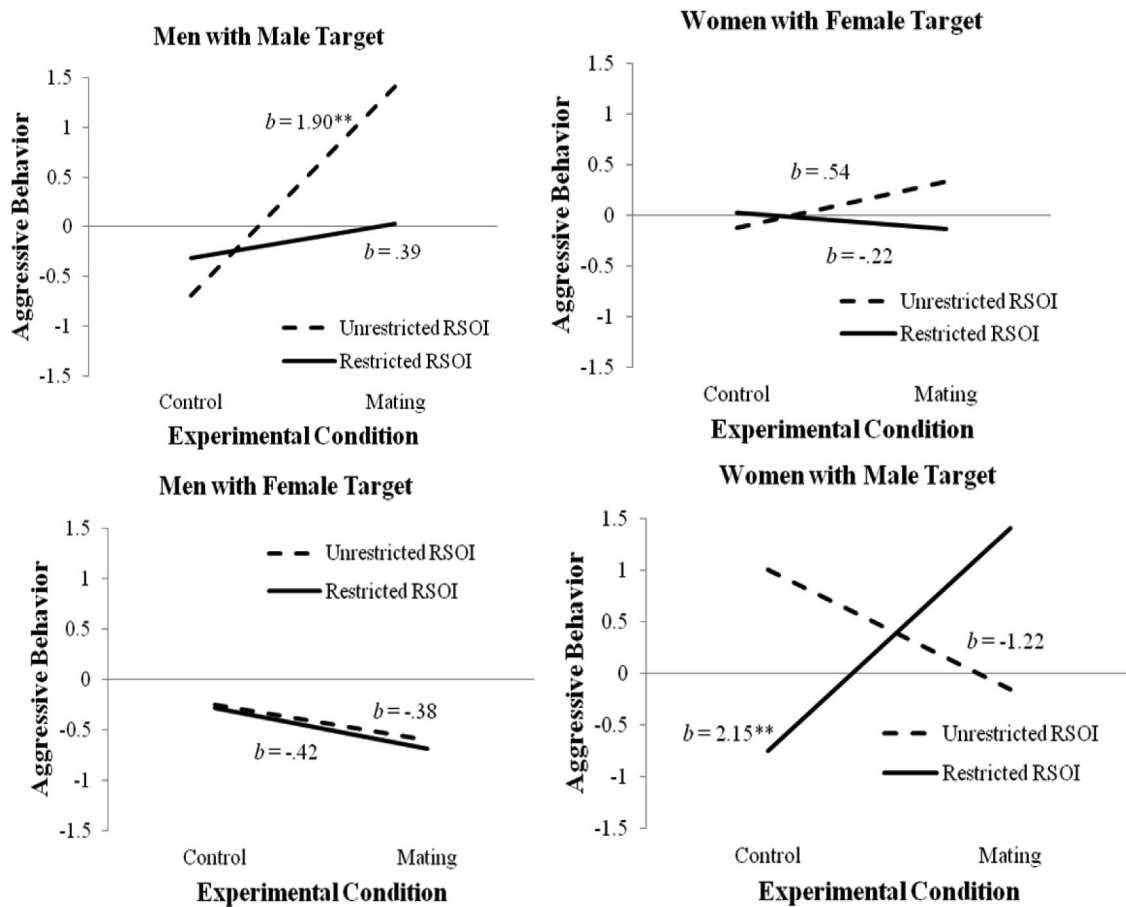 Men with Male Target
Aggressive Behavior
1.5
1
0.5
0
-0.5
-1
-1.5
b = 1.90**
b = .39
Unrestricted RSOI
Restricted RSOI
Control
Mating
Experimental Condition
Women with Female Target
Aggressive Behavior
1.5
1
0.5
0
-0.5
-1
-1.5
b = .54
b = -.22
Unrestricted RSOI
Restricted RSOI
Control
Mating
Experimental Condition
Men with Female Target
Aggressive Behavior
1.5
1
0.5
0
-0.5
-1
-1.5
Unrestricted RSOI
Restricted RSOI
b = -.38
b = -.42
Control
Mating
Experimental Condition
Women with Male Target
Aggressive Behavior
1.5
1
0.5
0
-0.5
-1
-1.5
b = -1.22
b = 2.15**
Unrestricted RSOI
Restricted RSOI
Control
Mating
Experimental Condition